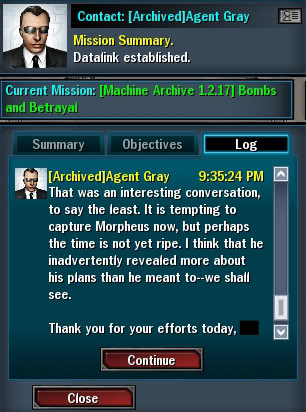 Contact: [Archived]Agent Gray
Mission Summary.
Datalink established.
Current Mission: [Machine Archive 1.2.17] Bombs
and Betrayal
Summary
Objectives
Log
[Archived]Agent Gray 9:35:24 PM
That was an interesting conversation,
to say the least. It is tempting to
capture Morpheus now, but perhaps
the time is not yet ripe. I think that he
inadvertently revealed more about
his plans than he meant to--we shall
see.
Thank you for your efforts today,
Continue
Close